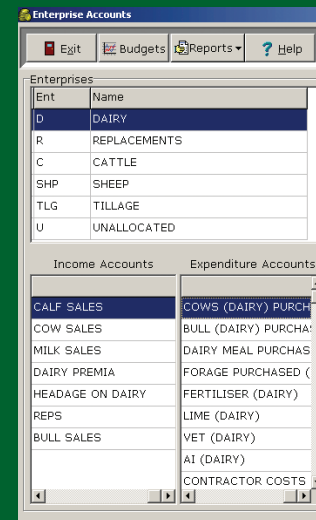 Enterprise Accounts
Exit Budgets Reports Help
Enterprises
Ent Name
D DAIRY
R REPLACEMENTS
C CATTLE
SHP SHEEP
TLG TILLAGE
U UNALLOCATED
Income Accounts Expenditure Accounts
CALF SALES COWS (DAIRY) PURCH
COW SALES BULL (DAIRY) PURCHA
MILK SALES DAIRY MEAL PURCHAS
DAIRY PREMIA FORAGE PURCHASED (
HEADAGE ON DAIRY FERTILISER (DAIRY)
REPS LIME (DAIRY)
BULL SALES VET (DAIRY)
AI (DAIRY)
CONTRACTOR COSTS